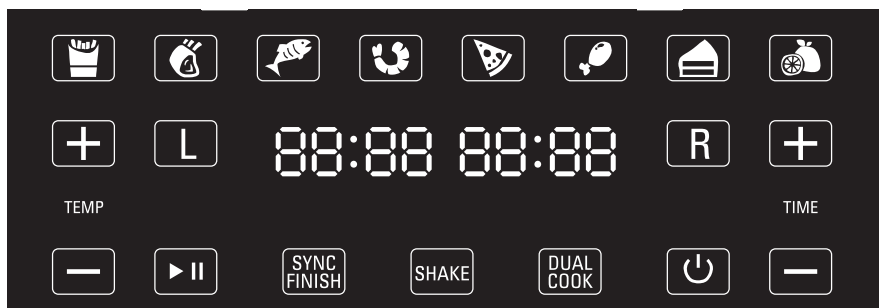 + L 88:88 88:88 R +
TEMP TIME
SYNC
FINISH
SHAKE
DUAL
COOK